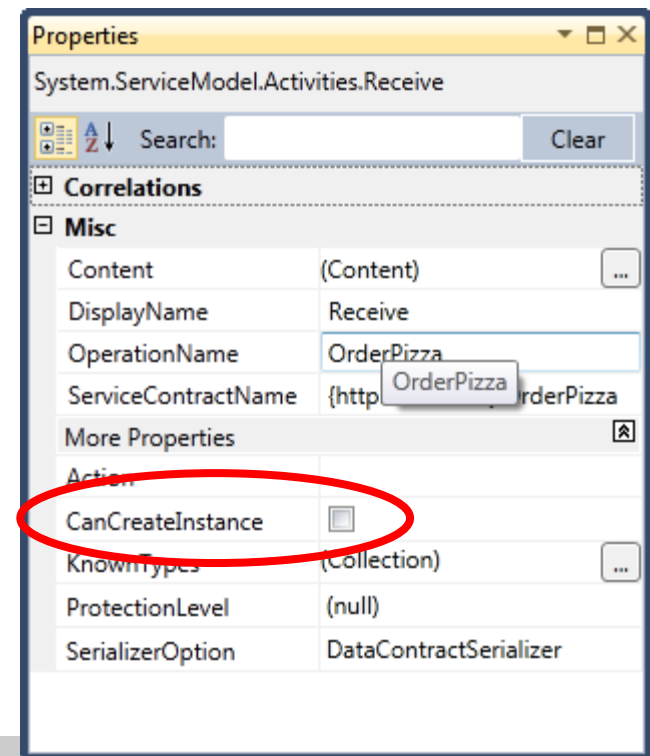 Properties
System.ServiceModel.Activities.Receive
Search: Clear
Correlations
Misc
Content (Content) ...
DisplayName Receive
OperationName OrderPizza
OrderPizza
ServiceContractName {http rderPizza
More Properties
Action
CanCreateInstance
KnownTypes (Collection) ...
ProtectionLevel (null)
SerializerOption DataContractSerializer